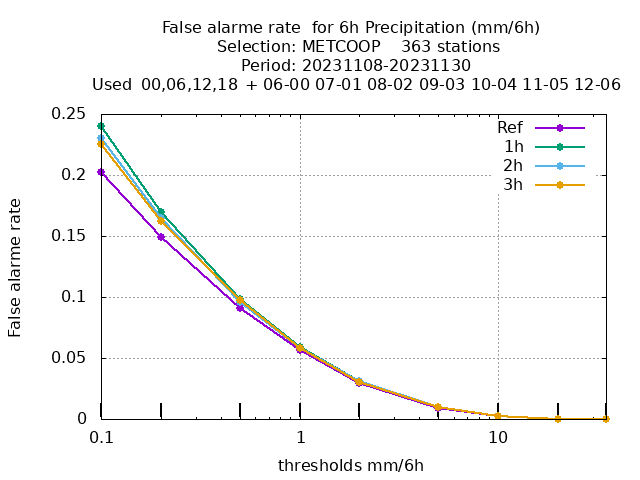 False alarme rate  for 6h Precipitation (mm/6h)
Selection: METCOOP    363 stations
Period: 20231108-20231130
Used  00,06,12,18  + 06-00 07-01 08-02 09-03 10-04 11-05 12-06
0.25
0.2
0.15
0.1
0.05
0
False alarme rate
Ref
1h
2h
3h
0.1
1
10
thresholds mm/6h